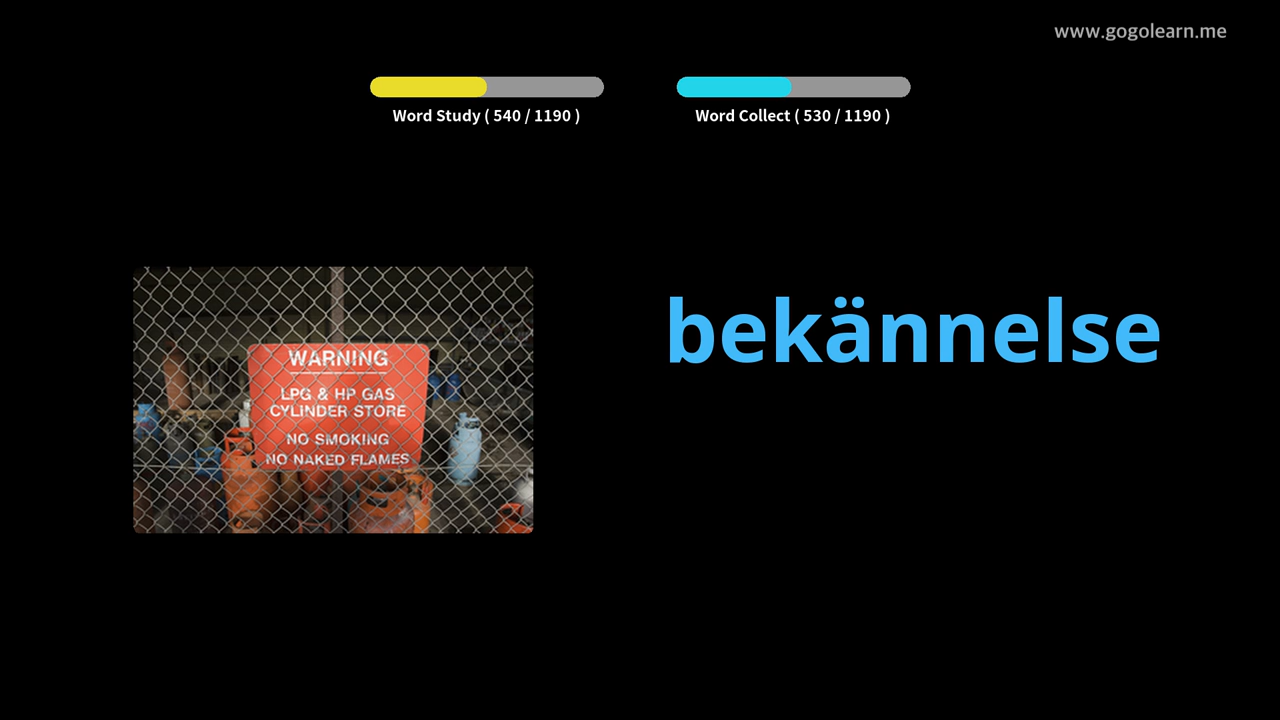 www.gogolearn.me
Word Study ( 540 / 1190 )
Word Collect ( 530 / 1190 )
WARNING
LPG & HP GAS
CYLINDER STORE
NO SMOKING
NO NAKED FLAMES
bekännelse